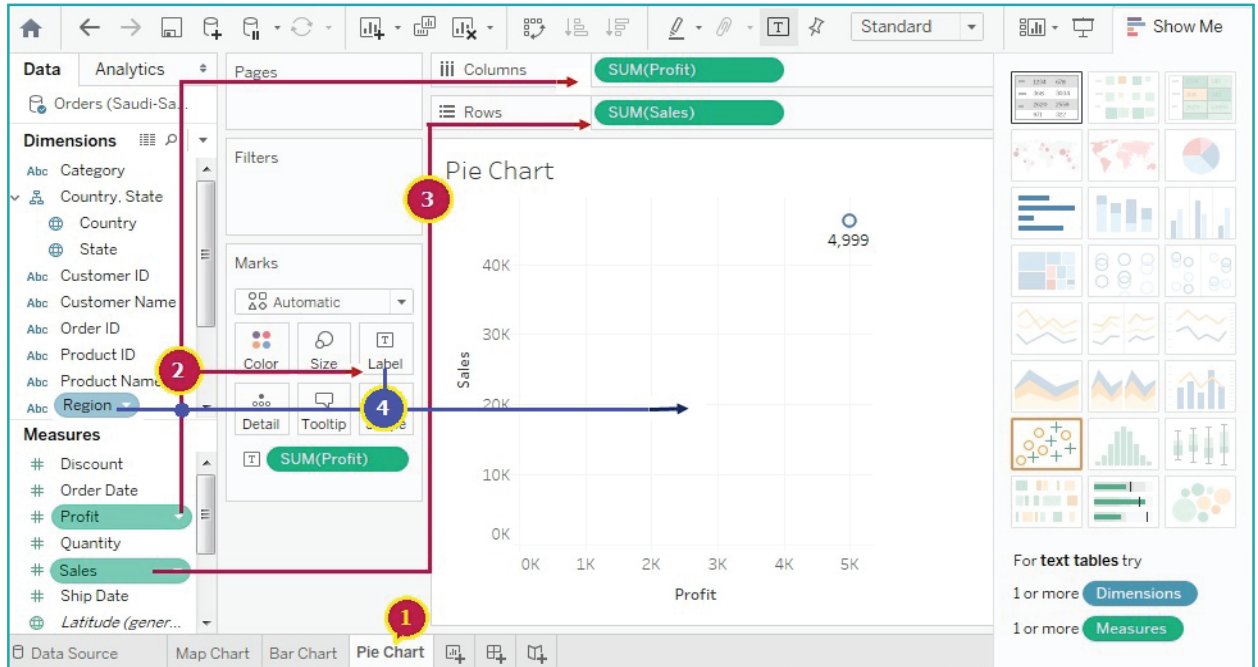 Standard
Show Me
Data
Analytics
Pages
iii Columns
SUM(Profit)
Orders (Saudi-Sa...
Rows
SUM(Sales)
Dimensions
Filters
Pie Chart
Abc Category
Country, State
Country
State
Abc Customer ID
Abc Customer Name
Abc Order ID
Abc Product ID
Abc Product Name
Abc Region
Marks
Automatic
Color
Size
Label
Detail
Tooltip
SUM(Profit)
3
2
4
1
4,999
40K
30K
20K
10K
0K
Sales
0K 1K 2K 3K 4K 5K
Profit
Measures
# Discount
# Order Date
# Profit
# Quantity
# Sales
# Ship Date
Latitude (gener...
For text tables try
1 or more Dimensions
1 or more Measures
Data Source
Map Chart
Bar Chart
Pie Chart